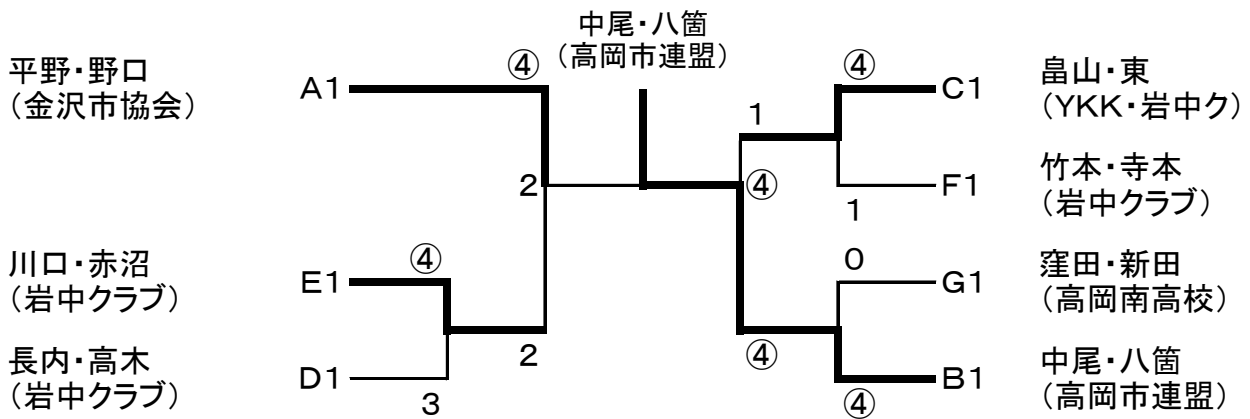 中尾・八箇
(高岡市連盟)
平野・野口
(金沢市協会)
A1
④
④
C1
畠山・東
(YKK・岩中ク)
1
2
④
F1
竹本・寺本
(岩中クラブ)
1
川口・赤沼
(岩中クラブ)
E1
④
0
G1
窪田・新田
(高岡南高校)
2
④
長内・高木
(岩中クラブ)
D1
3
④
B1
中尾・八箇
(高岡市連盟)